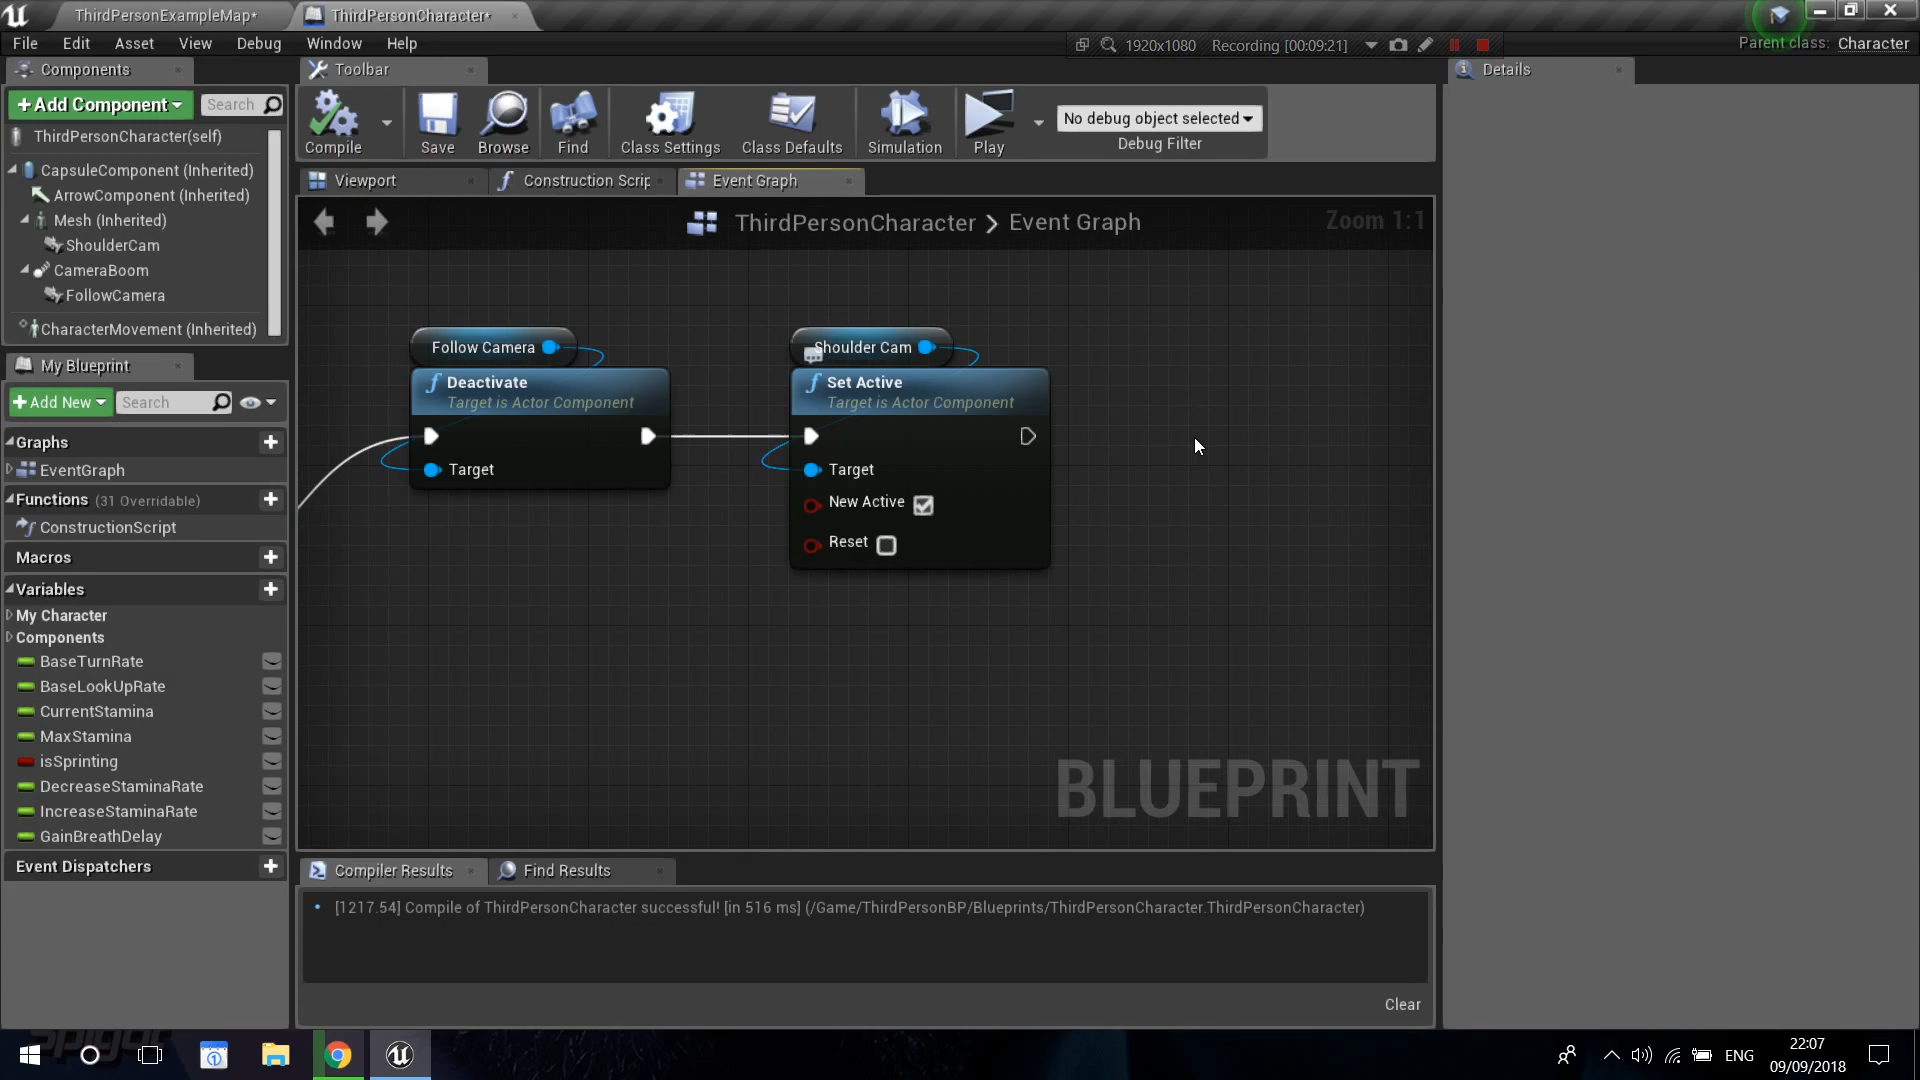 ThirdPersonExampleMap*
ThirdPersonCharacter*
File Edit Asset View Debug Window Help
1920x1080 Recording [00:09:21]
Parent class: Character
Components
Toolbar
Details
+Add Component
Search
ThirdPersonCharacter(self)
CapsuleComponent (Inherited)
ArrowComponent (Inherited)
Mesh (Inherited)
ShoulderCam
CameraBoom
FollowCamera
CharacterMovement (Inherited)
Compile
Save
Browse
Find
Class Settings
Class Defaults
Simulation
Play
No debug object selected
Debug Filter
Viewport
Construction Scrip
Event Graph
ThirdPersonCharacter > Event Graph
Zoom 1:1
My Blueprint
+Add New
Search
Graphs
EventGraph
Functions (31 Overridable)
ConstructionScript
Macros
Variables
My Character
Components
BaseTurnRate
BaseLookUpRate
CurrentStamina
MaxStamina
isSprinting
DecreaseStaminaRate
IncreaseStaminaRate
GainBreathDelay
Event Dispatchers
Follow Camera
Deactivate
Target is Actor Component
Target
Shoulder Cam
Set Active
Target is Actor Component
Target
New Active
Reset
BLUEPRINT
Compiler Results
Find Results
[1217.54] Compile of ThirdPersonCharacter successful! [in 516 ms] (/Game/ThirdPersonBP/Blueprints/ThirdPersonCharacter.ThirdPersonCharacter)
Clear
ENG
22:07
09/09/2018